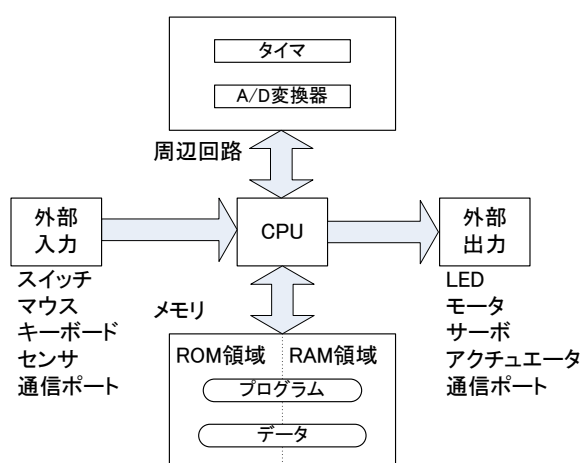 タイマ
A/D変換器
周辺回路
外部
入力
CPU
外部
出力
スイッチ
マウス
キーボード
センサ
通信ポート
LED
モータ
サーボ
アクチュエータ
通信ポート
メモリ
ROM領域
RAM領域
プログラム
データ